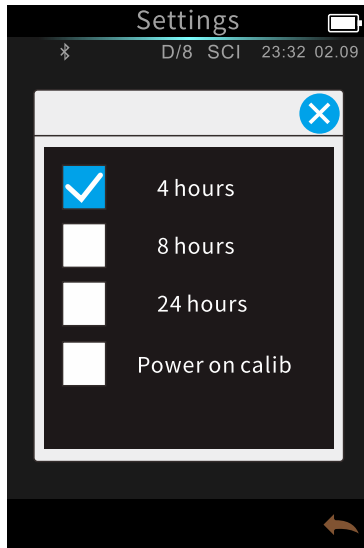 Settings
D/8 SCI 23:32 02.09
4 hours
8 hours
24 hours
Power on calib